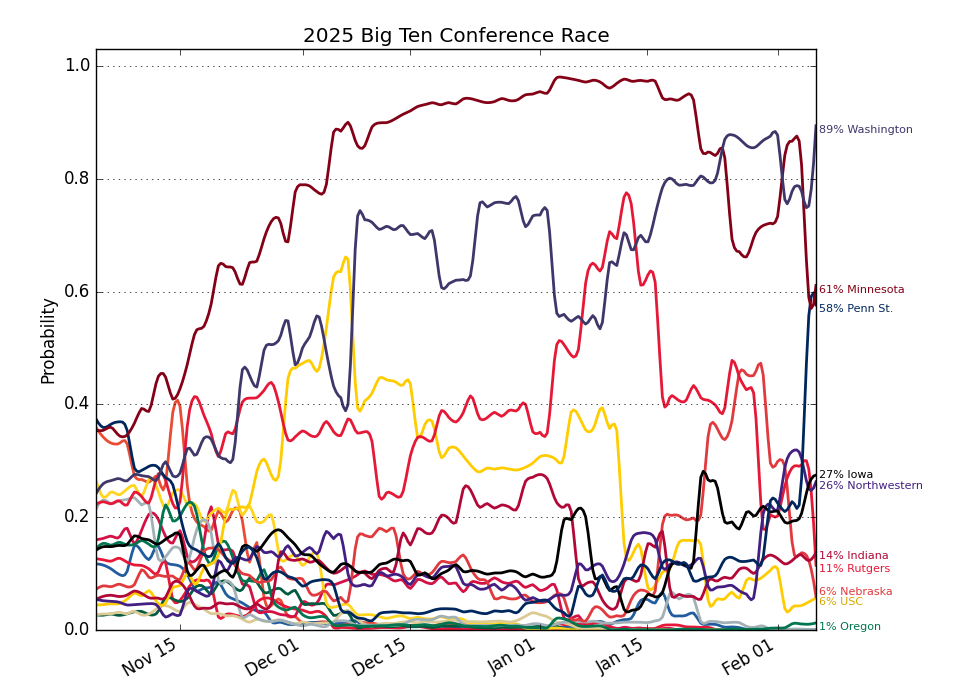 2025 Big Ten Conference Race
Probability
1.0
0.8
0.6
0.4
0.2
0.0
Nov 15
Dec 01
Dec 15
Jan 01
Jan 15
Feb 01
89% Washington
61% Minnesota
58% Penn St.
27% Iowa
26% Northwestern
14% Indiana
11% Rutgers
6% Nebraska
6% USC
1% Oregon